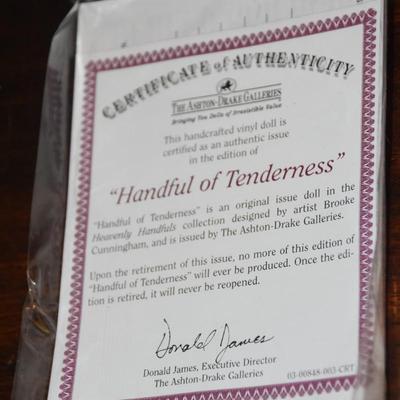 CERTIFICATE of AUTHENTICITY
THE ASHTON-DRAKE GALLERIES
Bringing You Dolls of Irresistible Value
This handcrafted vinyl doll is
certified as an authentic issue
in the edition of
"Handful of Tenderness"
"Handful of Tenderness" is an original issue doll in the
Heavenly Handfuls collection designed by artist Brooke
Cunningham, and is issued by The Ashton-Drake Galleries.
Upon the retirement of this issue, no more of this edition of
"Handful of Tenderness" will ever be produced. Once the edi-
tion is retired, it will never be reopened.
Donald James
Donald James, Executive Director
The Ashton-Drake Galleries
03-00848-003-CRT